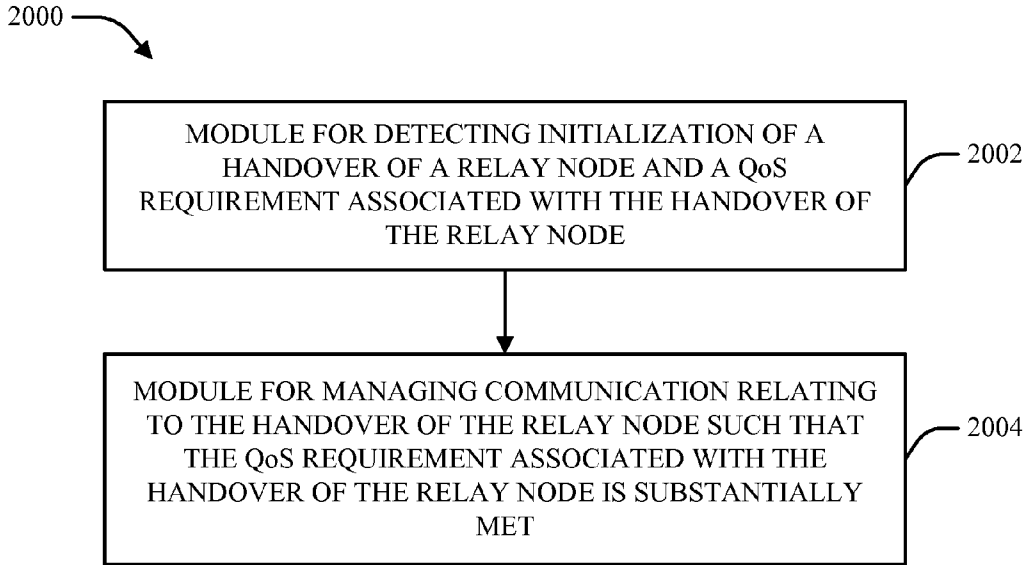 2000
MODULE FOR DETECTING INITIALIZATION OF A
HANDOVER OF A RELAY NODE AND A QoS
REQUIREMENT ASSOCIATED WITH THE HANDOVER OF
THE RELAY NODE
2002
MODULE FOR MANAGING COMMUNICATION RELATING
TO THE HANDOVER OF THE RELAY NODE SUCH THAT
THE QoS REQUIREMENT ASSOCIATED WITH THE
HANDOVER OF THE RELAY NODE IS SUBSTANTIALLY
MET
2004